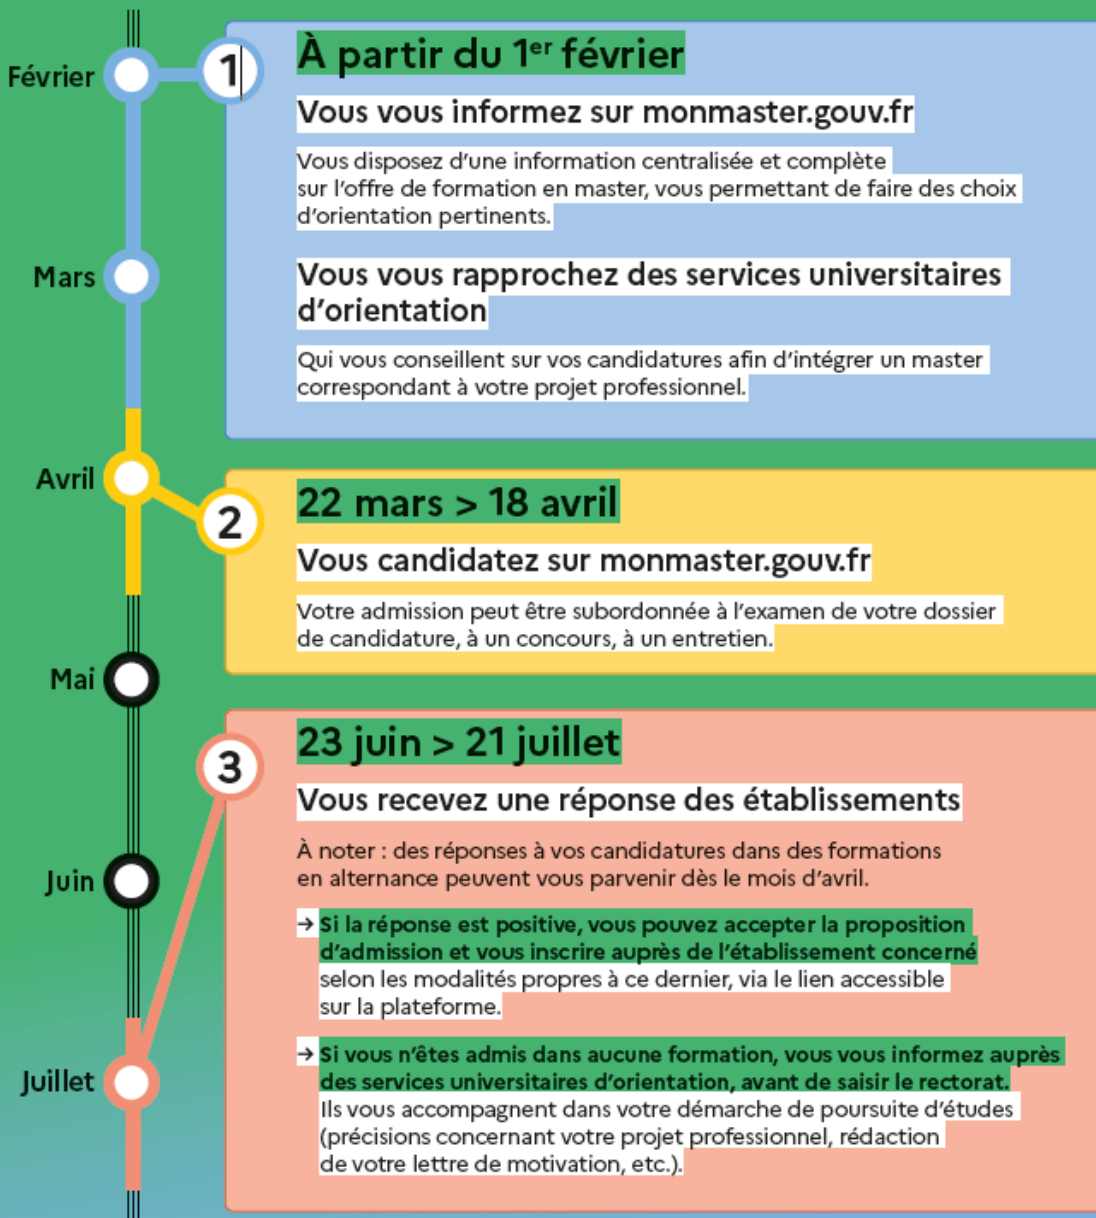 Février
1
À partir du 1er février
Vous vous informez sur monmaster.gouv.fr
Vous disposez d’une information centralisée et complète
sur l’offre de formation en master, vous permettant de faire des choix
d’orientation pertinents.
Mars
Vous vous rapprochez des services universitaires
d’orientation
Qui vous conseillent sur vos candidatures afin d’intégrer un master
correspondant à votre projet professionnel.
Avril
2
22 mars > 18 avril
Vous candidatez sur monmaster.gouv.fr
Votre admission peut être subordonnée à l’examen de votre dossier
de candidature, à un concours, à un entretien.
Mai
3
23 juin > 21 juillet
Vous recevez une réponse des établissements
À noter : des réponses à vos candidatures dans des formations
en alternance peuvent vous parvenir dès le mois d’avril.
Juin
→ Si la réponse est positive, vous pouvez accepter la proposition
d’admission et vous inscrire auprès de l’établissement concerné
selon les modalités propres à ce dernier, via le lien accessible
sur la plateforme.
Juillet
→ Si vous n’êtes admis dans aucune formation, vous vous informez auprès
des services universitaires d’orientation, avant de saisir le rectorat.
Ils vous accompagnent dans votre démarche de poursuite d’études
(précisions concernant votre projet professionnel, rédaction
de votre lettre de motivation, etc.).